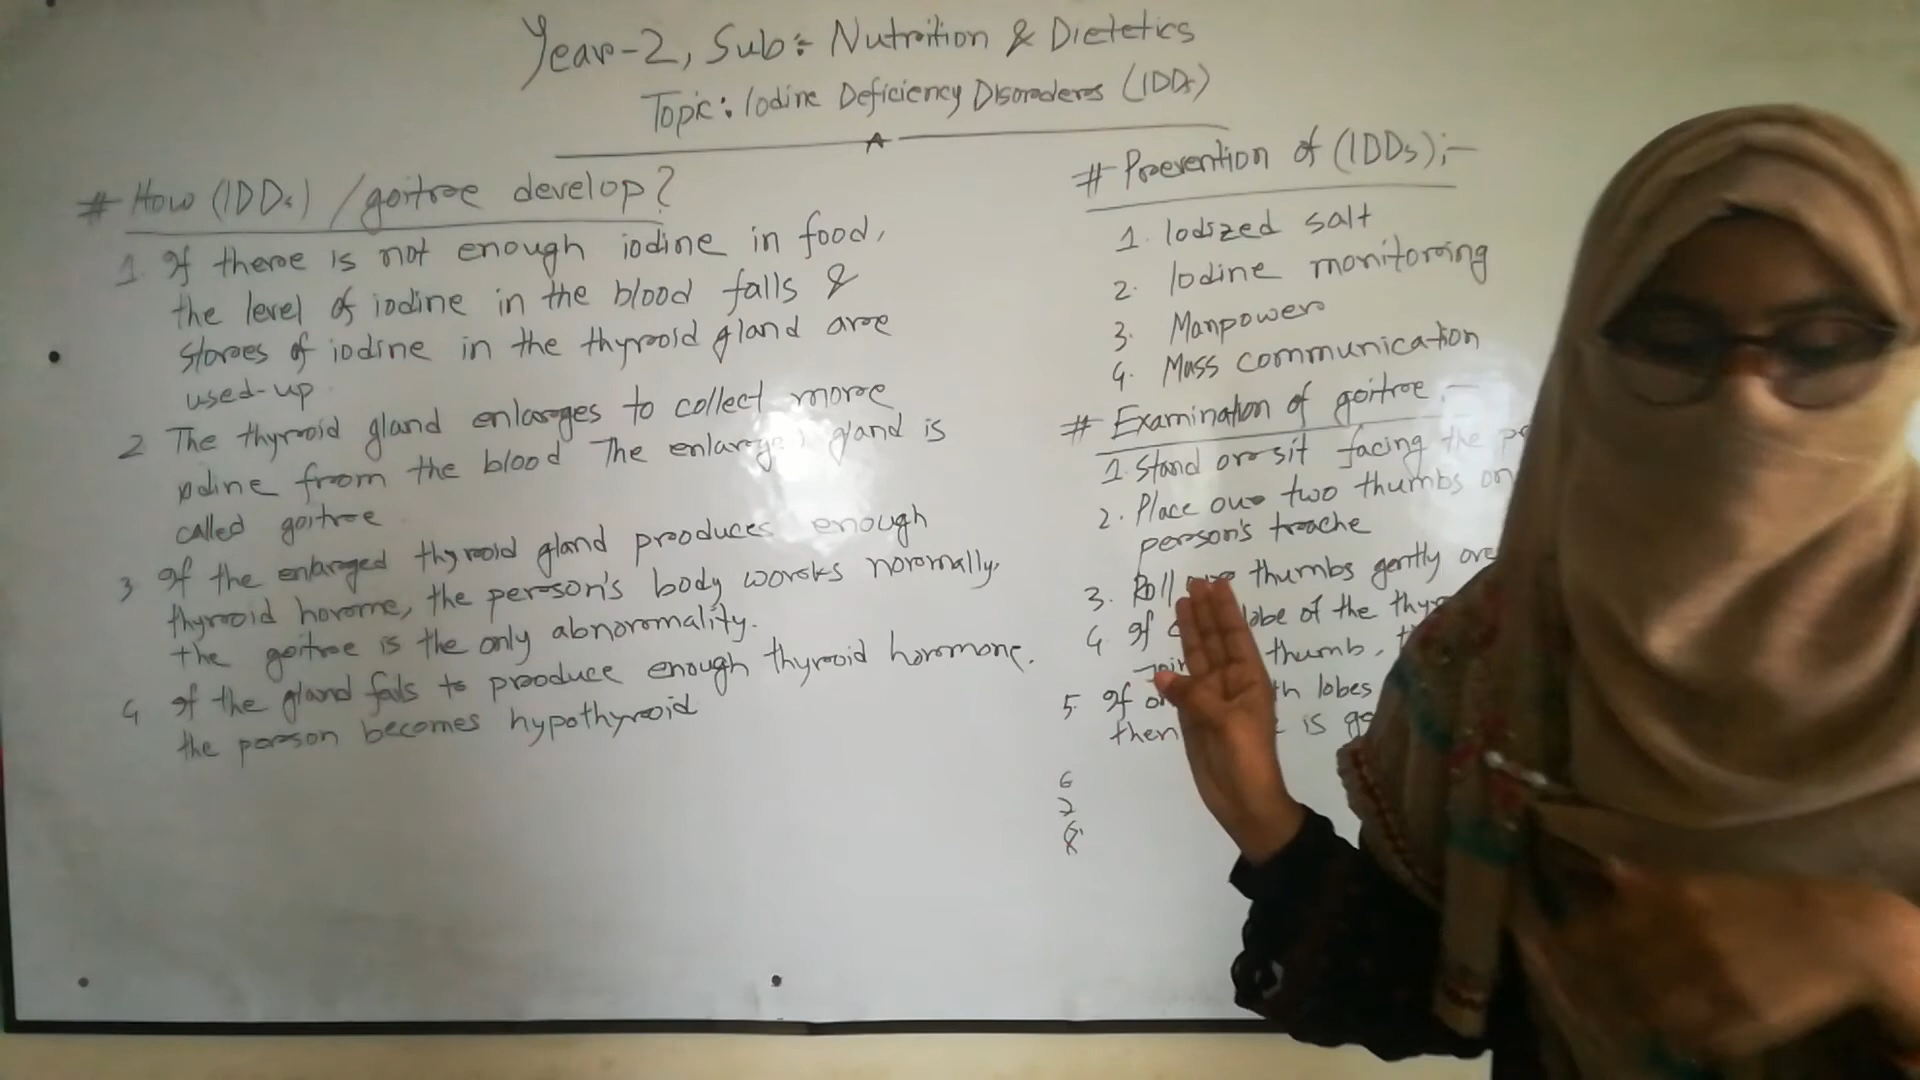 Year-2, Sub: Nutrition & Dietetics
Topic: Iodine Deficiency Disorders (IDDs)
# How (IDDs) / goitre develop?
1. If there is not enough iodine in food,
the level of iodine in the blood falls &
stores of iodine in the thyroid gland are
used-up.
2 The thyroid gland enlarges to collect more
iodine from the blood The enlarge gland is
called goitre
3 If the enlarged thyroid gland produces enough
thyroid horome, the person's body works normally.
the goitre is the only abnormality.
4 If the gland fails to produce enough thyroid hormone.
the person becomes hypothyroid
# Prevention of (IDDs):-
1. Iodized salt
2. Iodine monitoring
3. Manpower
4. Mass communication
# Examination of goitre:-
1. Stand or sit facing the
2. Place our two thumbs on
person's trache
3. Roll thumbs gently
4. If lobe of the
thumb,
5. If lobes
then is
6
7
8